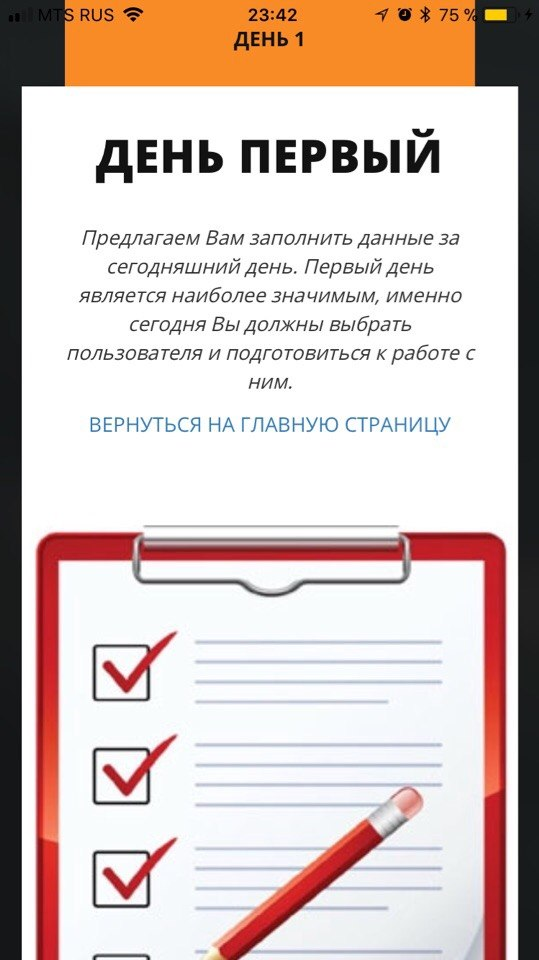 MTS RUS 23:42 75 %
ДЕНЬ 1
ДЕНЬ ПЕРВЫЙ
Предлагаем Вам заполнить данные за
сегодняшний день. Первый день
является наиболее значимым, именно
сегодня Вы должны выбрать
пользователя и подготовиться к работе с
ним.
ВЕРНУТЬСЯ НА ГЛАВНУЮ СТРАНИЦУ